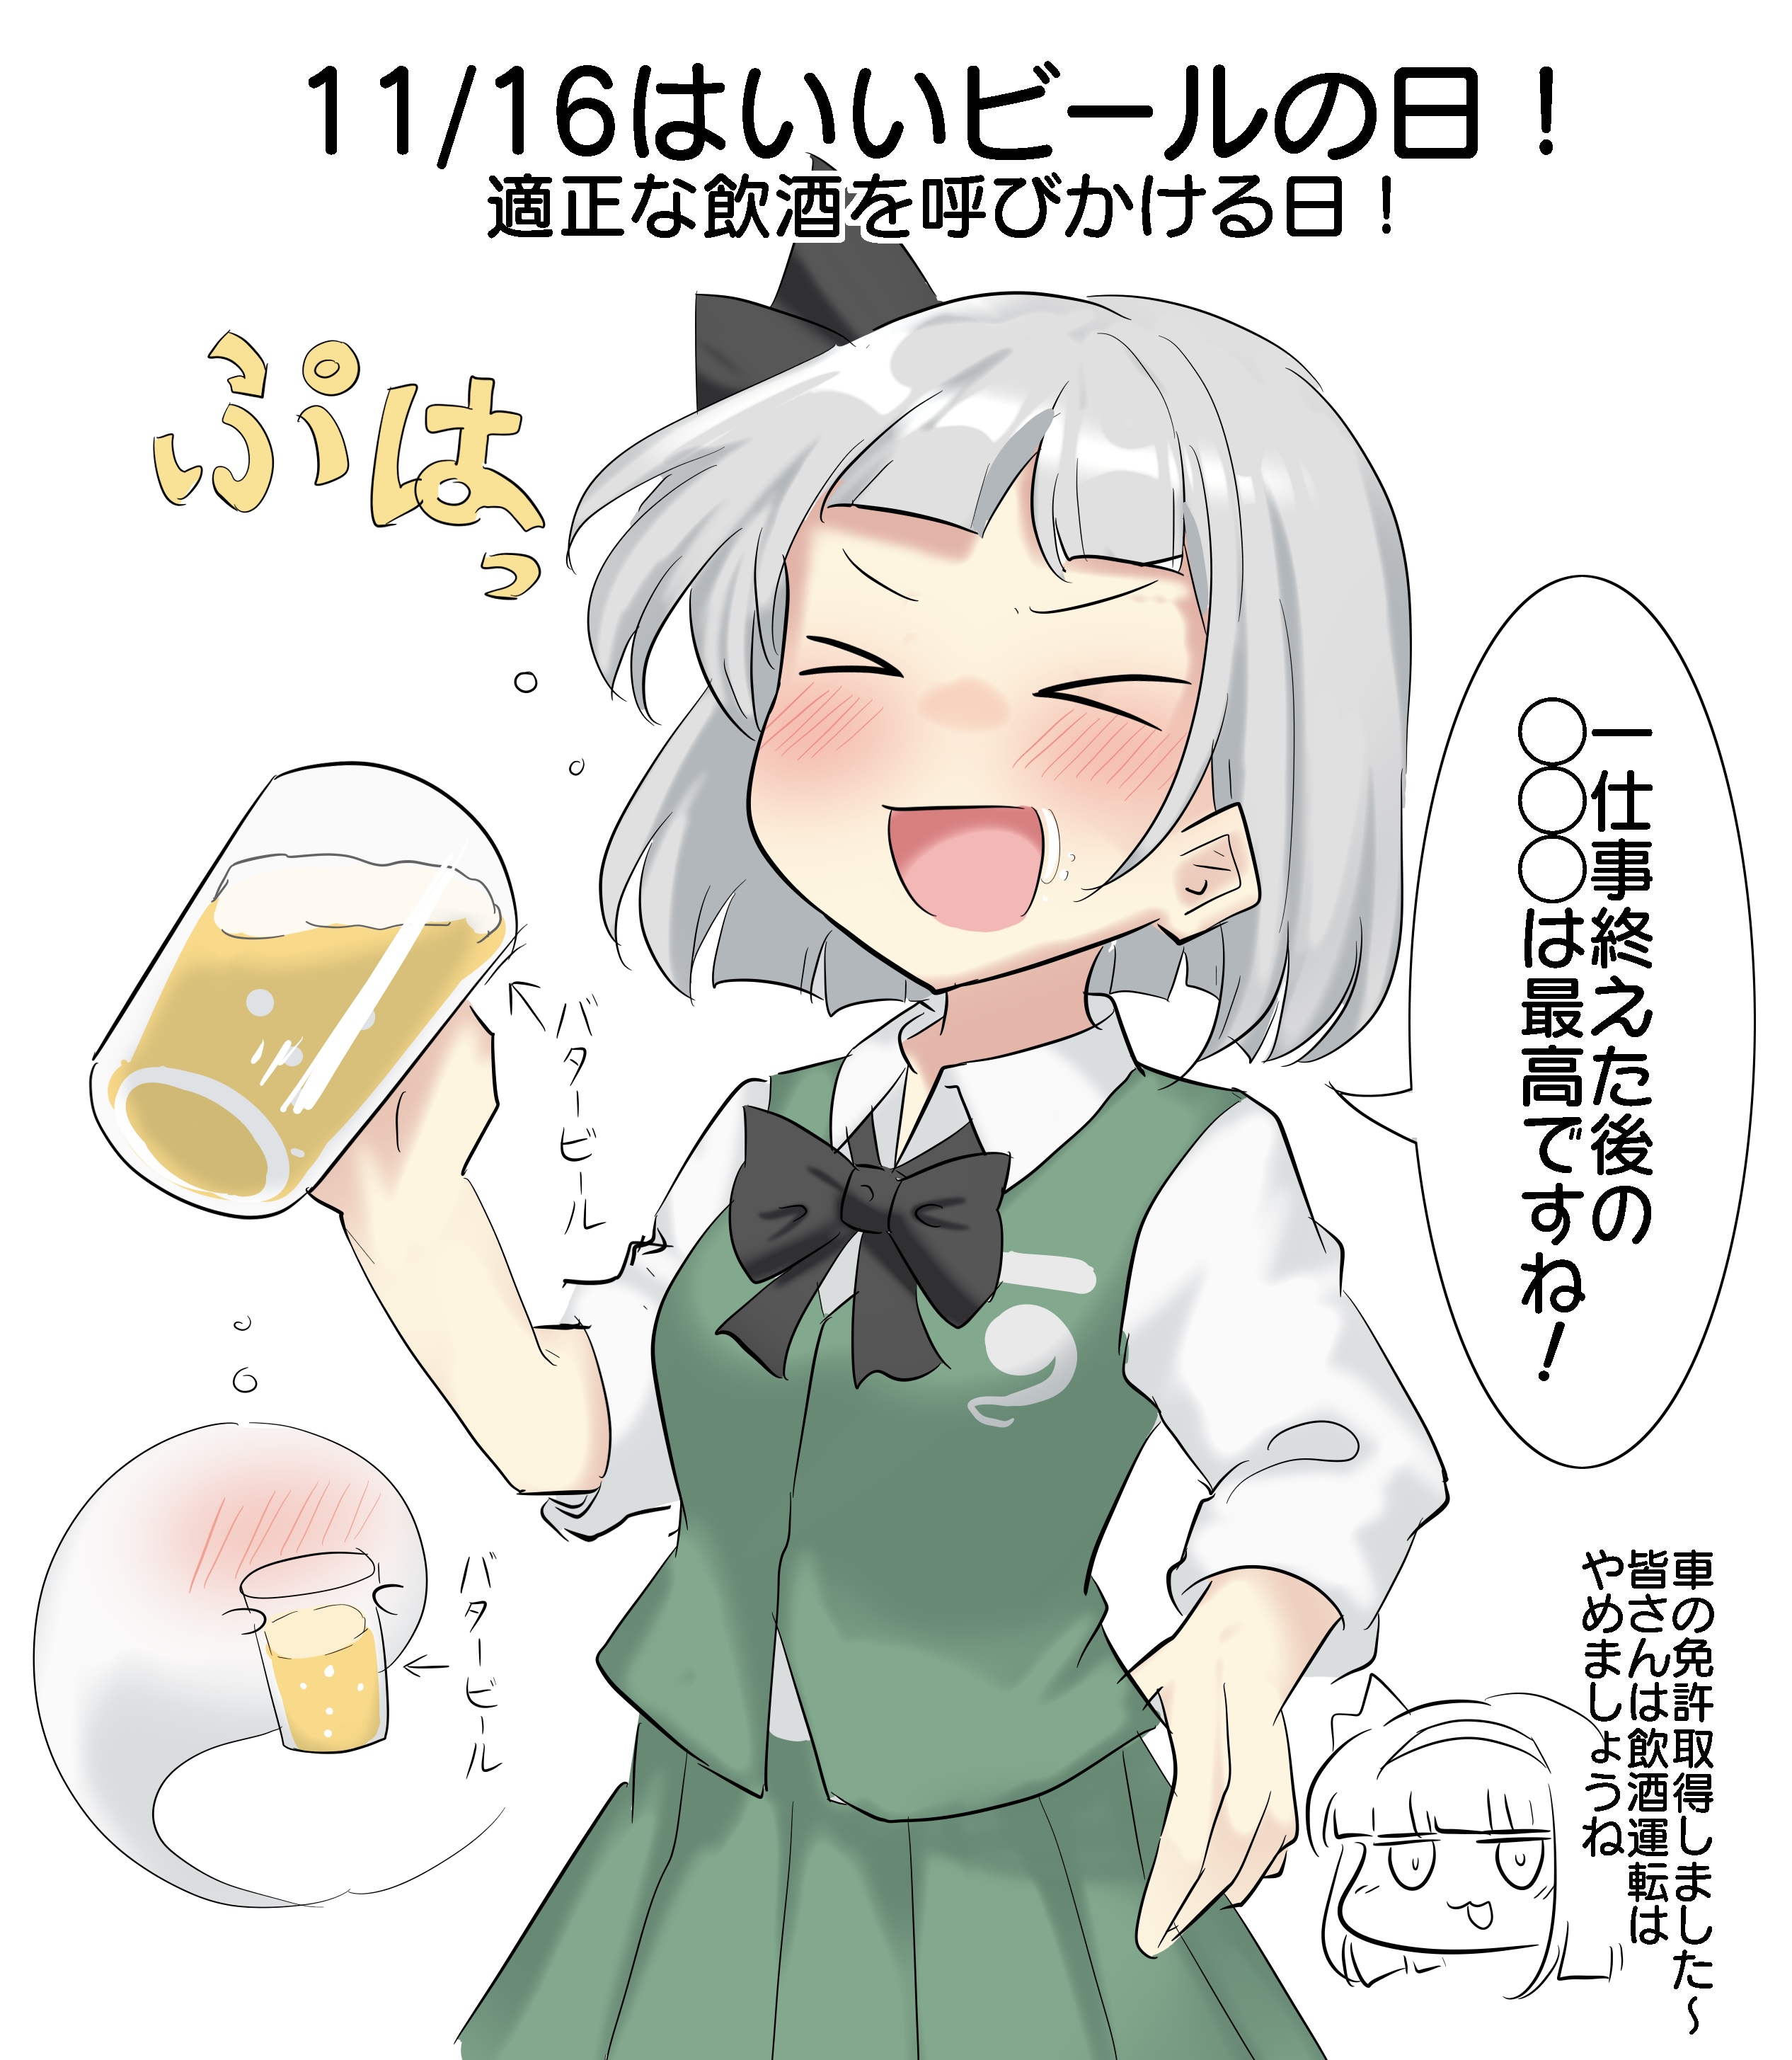 11/16はいいビールの日！
適正な飲酒を呼びかける日！
ぷはっ
一仕事終えた後の
〇〇〇は最高ですね！
バタービール
バタービール
車の免許取得しました～
皆さんは飲酒運転は
やめましょうね